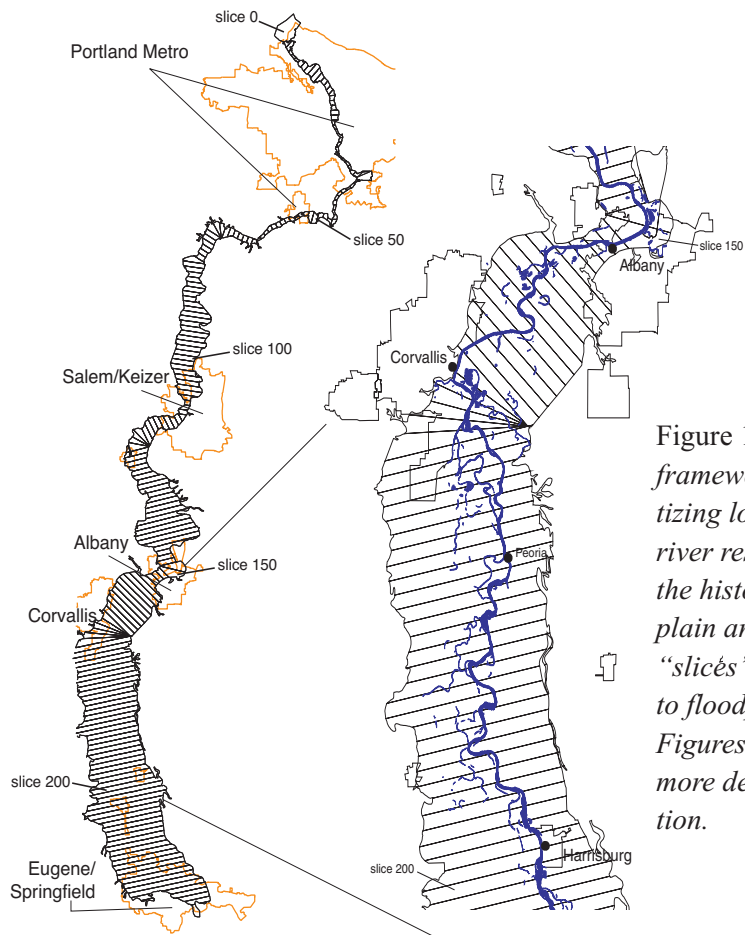 slice 0
Portland Metro
slice 50
slice 100
Salem/Keizer
Albany
slice 150
Corvallis
slice 200
Eugene/
Springfield
slice 150
Albany
Corvallis
Peoria
Harrisburg
slice 200
Figure 1
framew
tizing lo
river re
the histo
plain an
“slices”
to flood
Figures
more de
tion.